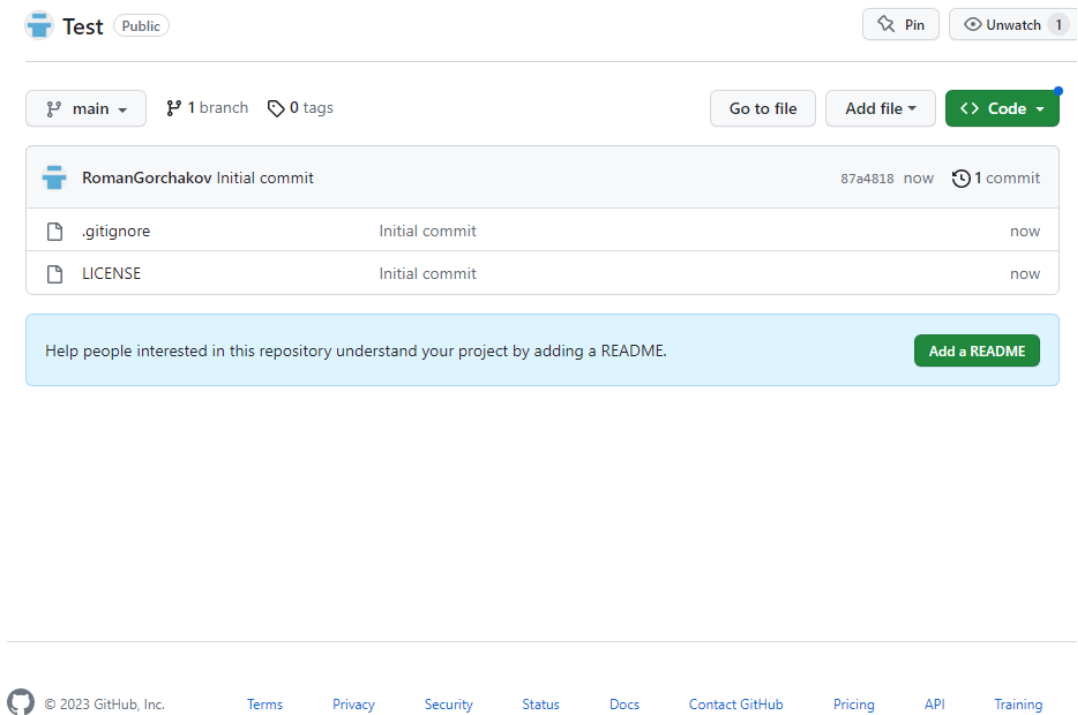 Test Public Pin Unwatch 1
main 1 branch 0 tags Go to file Add file <> Code
RomanGorchakov Initial commit 87a4818 now 1 commit
.gitignore Initial commit now
LICENSE Initial commit now
Help people interested in this repository understand your project by adding a README. Add a README
© 2023 GitHub, Inc. Terms Privacy Security Status Docs Contact GitHub Pricing API Training